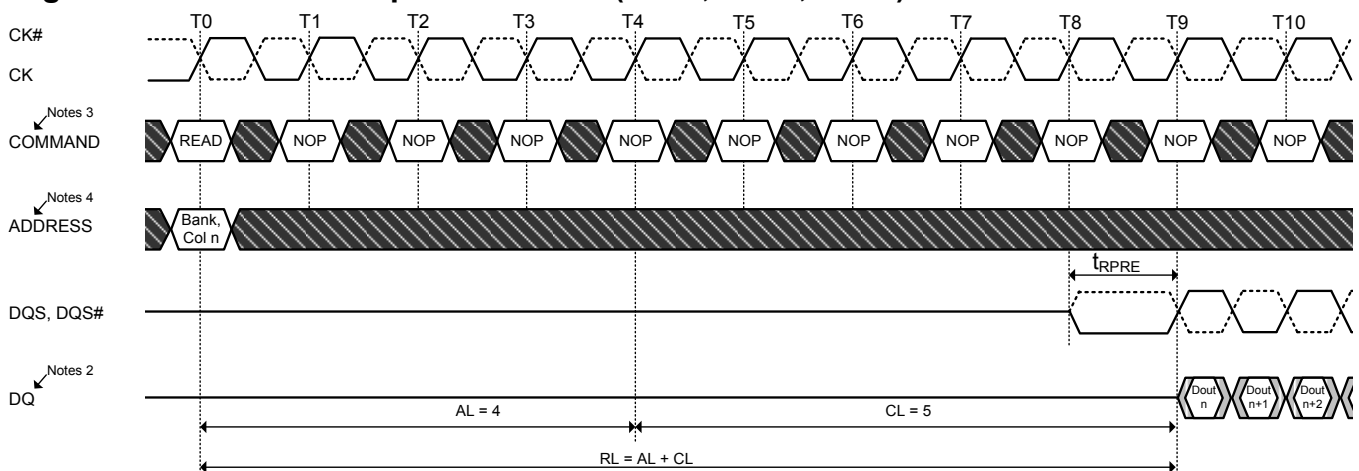 T0 T1 T2 T3 T4 T5 T6 T7 T8 T9 T10
CK#
CK
Notes 3
COMMAND
READ NOP NOP NOP NOP NOP NOP NOP NOP NOP NOP
Notes 4
ADDRESS
Bank,
Col n
tRPRE
DQS, DQS#
Notes 2
DQ
Dout
n
Dout
n+1
Dout
n+2
AL = 4
CL = 5
RL = AL + CL